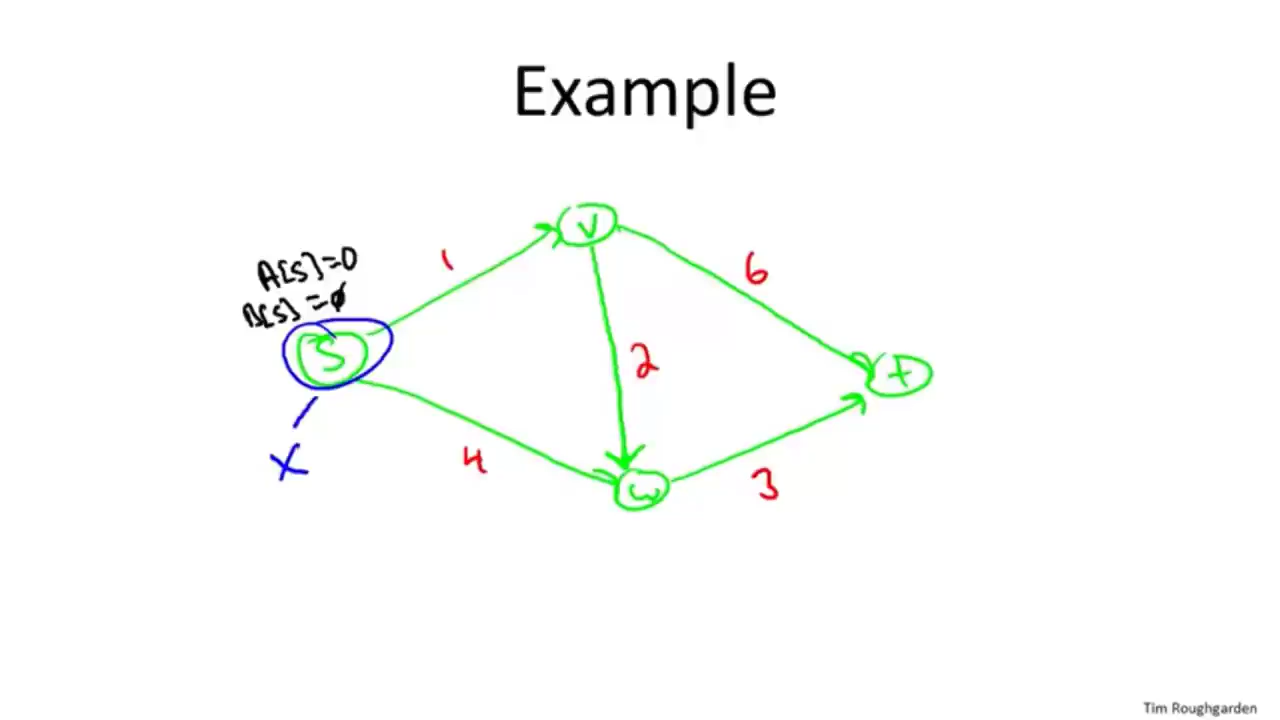 Example
A[s]=0
B[s]=φ
1
V
6
S
2
t
X
4
w
3
Tim Roughgarden